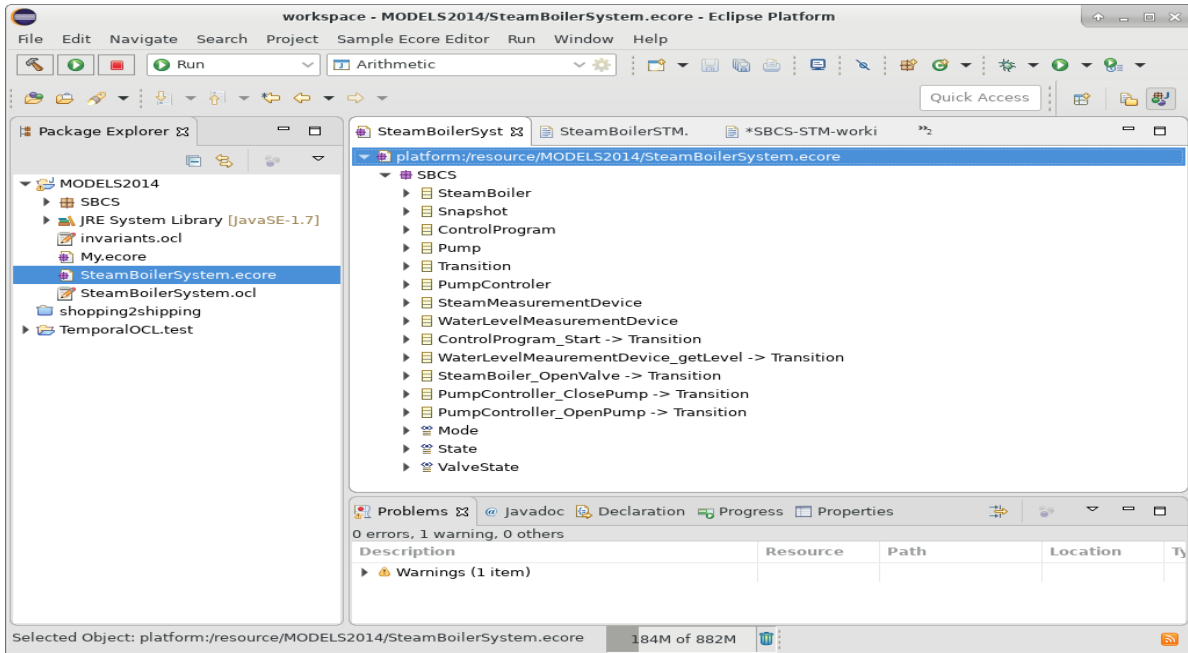 workspace - MODELS2014/SteamBoilerSystem.ecore - Eclipse Platform
File Edit Navigate Search Project Sample Ecore Editor Run Window Help
Run Arithmetic
Quick Access
Package Explorer
MODELS2014
SBCS
JRE System Library [JavaSE-1.7]
invariants.ocl
My.ecore
SteamBoilerSystem.ecore
SteamBoilerSystem.ocl
shopping2shipping
TemporalOCL.test
SteamBoilerSyst SteamBoilerSTM. *SBCS-STM-worki »2
platform:/resource/MODELS2014/SteamBoilerSystem.ecore
SBCS
SteamBoiler
Snapshot
ControlProgram
Pump
Transition
PumpControler
SteamMeasurementDevice
WaterLevelMeasurementDevice
ControlProgram_Start -> Transition
WaterLevelMeaurementDevice_getLevel -> Transition
SteamBoiler_OpenValve -> Transition
PumpController_ClosePump -> Transition
PumpController_OpenPump -> Transition
Mode
State
ValveState
Problems @ Javadoc Declaration Progress Properties
0 errors, 1 warning, 0 others
Description Resource Path Location Ty
Warnings (1 item)
Selected Object: platform:/resource/MODELS2014/SteamBoilerSystem.ecore 184M of 882M